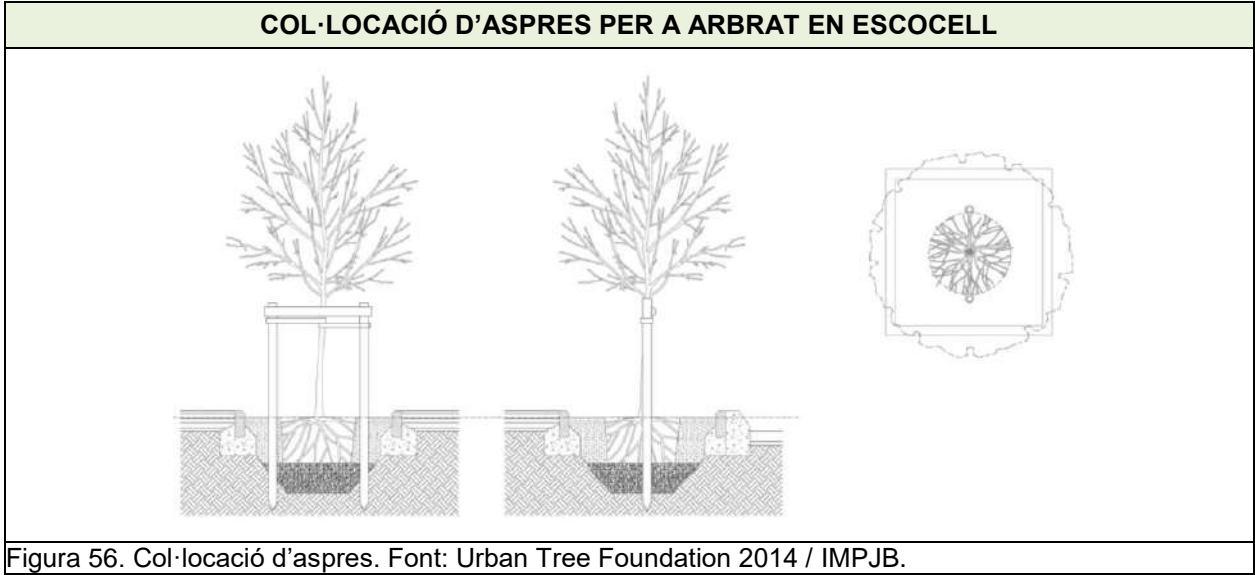 COL·LOCACIÓ D’ASPRES PER A ARBRAT EN ESCOCELL
Figura 56. Col·locació d’aspres. Font: Urban Tree Foundation 2014 / IMPJB.